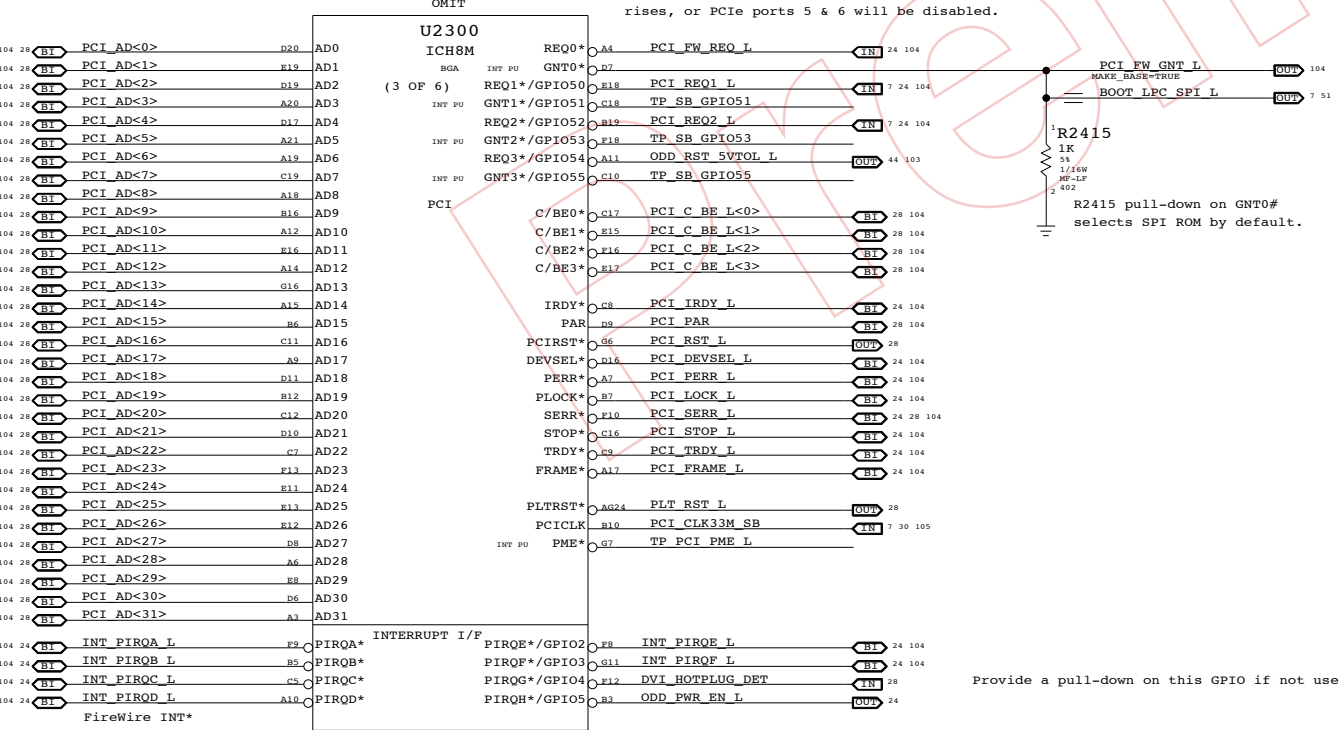 OMIT
rises, or PCIe ports 5 & 6 will be disabled.
U2300
ICH8M
BGA
(3 OF 6)
PCI
104 28 BI PCI_AD<0> D20 AD0
104 28 BI PCI_AD<1> E19 AD1
104 28 BI PCI_AD<2> D19 AD2
104 28 BI PCI_AD<3> A20 AD3
104 28 BI PCI_AD<4> D17 AD4
104 28 BI PCI_AD<5> A21 AD5
104 28 BI PCI_AD<6> A19 AD6
104 28 BI PCI_AD<7> C19 AD7
104 28 BI PCI_AD<8> A18 AD8
104 28 BI PCI_AD<9> B16 AD9
104 28 BI PCI_AD<10> A12 AD10
104 28 BI PCI_AD<11> E16 AD11
104 28 BI PCI_AD<12> A14 AD12
104 28 BI PCI_AD<13> G16 AD13
104 28 BI PCI_AD<14> A15 AD14
104 28 BI PCI_AD<15> B6 AD15
104 28 BI PCI_AD<16> C11 AD16
104 28 BI PCI_AD<17> A9 AD17
104 28 BI PCI_AD<18> D11 AD18
104 28 BI PCI_AD<19> B12 AD19
104 28 BI PCI_AD<20> C12 AD20
104 28 BI PCI_AD<21> D10 AD21
104 28 BI PCI_AD<22> C7 AD22
104 28 BI PCI_AD<23> F13 AD23
104 28 BI PCI_AD<24> E11 AD24
104 28 BI PCI_AD<25> E13 AD25
104 28 BI PCI_AD<26> E12 AD26
104 28 BI PCI_AD<27> D8 AD27
104 28 BI PCI_AD<28> A6 AD28
104 28 BI PCI_AD<29> E8 AD29
104 28 BI PCI_AD<30> D6 AD30
104 28 BI PCI_AD<31> A3 AD31
REQ0* A4 PCI_FW_REQ_L IN 24 104
INT PU GNT0* D7
REQ1*/GPIO50 E18 PCI_REQ1_L IN 7 24 104
INT PU GNT1*/GPIO51 C18 TP_SB_GPIO51
REQ2*/GPIO52 B19 PCI_REQ2_L IN 7 24 104
INT PU GNT2*/GPIO53 F18 TP_SB_GPIO53
REQ3*/GPIO54 A11 ODD_RST_5VTOL_L OUT 44 103
INT PU GNT3*/GPIO55 C10 TP_SB_GPIO55
C/BE0* C17 PCI_C_BE_L<0> BI 28 104
C/BE1* E15 PCI_C_BE_L<1> BI 28 104
C/BE2* F16 PCI_C_BE_L<2> BI 28 104
C/BE3* E17 PCI_C_BE_L<3> BI 28 104
IRDY* C8 PCI_IRDY_L BI 24 104
PAR D9 PCI_PAR BI 28 104
PCIRST* G6 PCI_RST_L OUT 28
DEVSEL* D16 PCI_DEVSEL_L BI 24 104
PERR* A7 PCI_PERR_L BI 24 104
PLOCK* B7 PCI_LOCK_L BI 24 104
SERR* F10 PCI_SERR_L BI 24 28 104
STOP* C16 PCI_STOP_L BI 24 104
TRDY* C9 PCI_TRDY_L BI 24 104
FRAME* A17 PCI_FRAME_L BI 24 104
PLTRST* AG24 PLT_RST_L OUT 28
PCICLK B10 PCI_CLK33M_SB IN 7 30 105
INT PU PME* G7 TP_PCI_PME_L
PCI_FW_GNT_L OUT 104
MAKE_BASE=TRUE
BOOT_LPC_SPI_L OUT 7 51
1
R2415
1K
5%
1/16W
MF-LF
402
2
R2415 pull-down on GNT0#
selects SPI ROM by default.
INTERRUPT I/F
104 24 BI INT_PIRQA_L F9 PIRQA*
104 24 BI INT_PIRQB_L B5 PIRQB*
104 24 BI INT_PIRQC_L C5 PIRQC*
104 24 BI INT_PIRQD_L A10 PIRQD*
FireWire INT*
PIRQE*/GPIO2 F8 INT_PIRQE_L BI 24 104
PIRQF*/GPIO3 G11 INT_PIRQF_L BI 24 104
PIRQG*/GPIO4 F12 DVI_HOTPLUG_DET IN 28
PIRQH*/GPIO5 B3 ODD_PWR_EN_L OUT 24
Provide a pull-down on this GPIO if not use
Prel